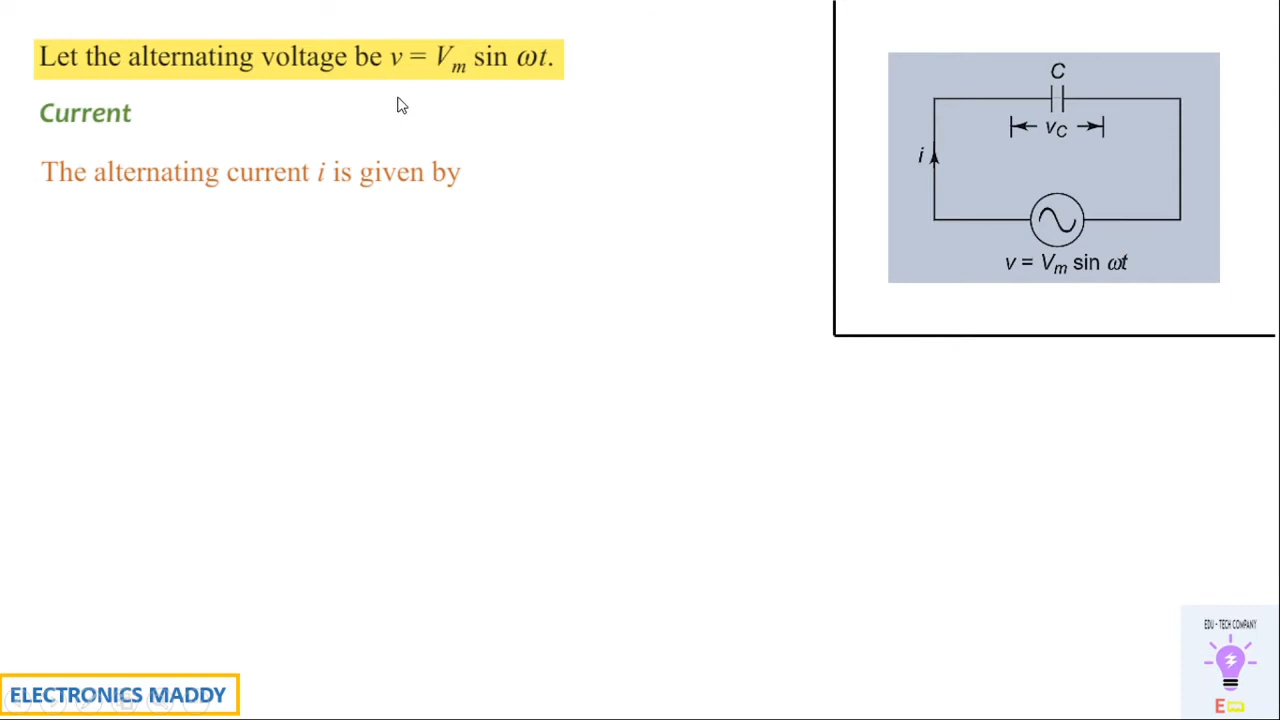 Let the alternating voltage be v = Vm sin ωt.
Current
The alternating current i is given by
C
vC
i
v = Vm sin ωt
EDU - TECH COMPANY
E
ELECTRONICS MADDY